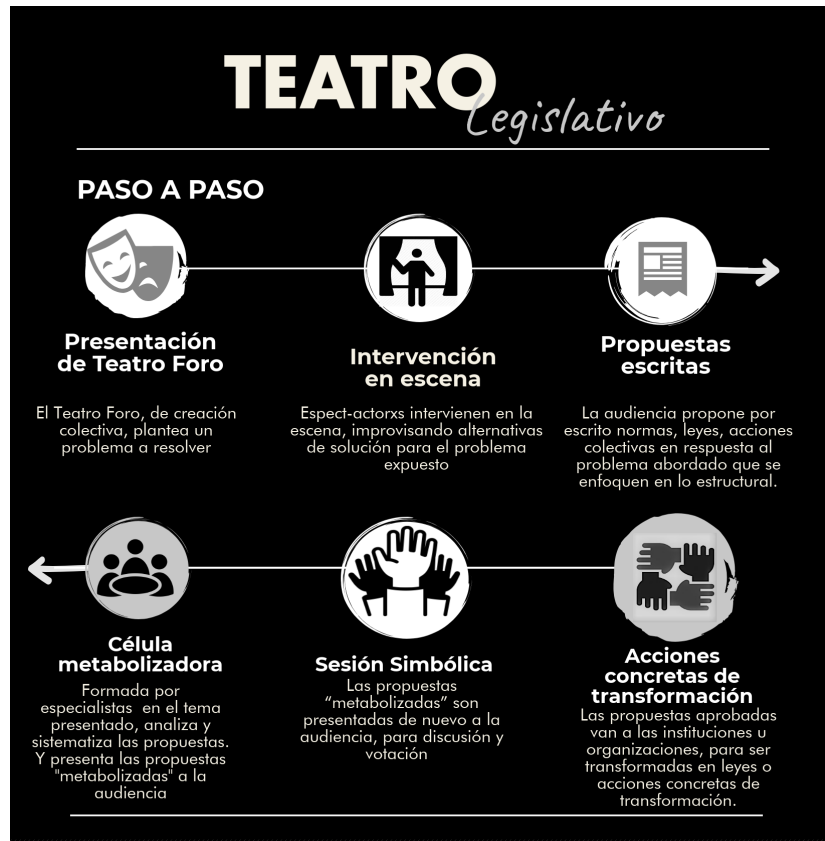 TEATRO
Legislativo
PASO A PASO
Presentación
de Teatro Foro
El Teatro Foro, de creación
colectiva, plantea un
problema a resolver
Intervención
en escena
Espect-actorxs intervienen en la
escena, improvisando alternativas
de solución para el problema
expuesto
Propuestas
escritas
La audiencia propone por
escrito normas, leyes, acciones
colectivas en respuesta al
problema abordado que se
enfoquen en lo estructural.
Célula
metabolizadora
Formada por
especialistas en el tema
presentado, analiza y
sistematiza las propuestas.
Y presenta las propuestas
"metabolizadas" a la
audiencia
Sesión Simbólica
Las propuestas
“metabolizadas” son
presentadas de nuevo a la
audiencia, para discusión y
votación
Acciones
concretas de
transformación
Las propuestas aprobadas
van a las instituciones u
organizaciones, para ser
transformadas en leyes o
acciones concretas de
transformación.